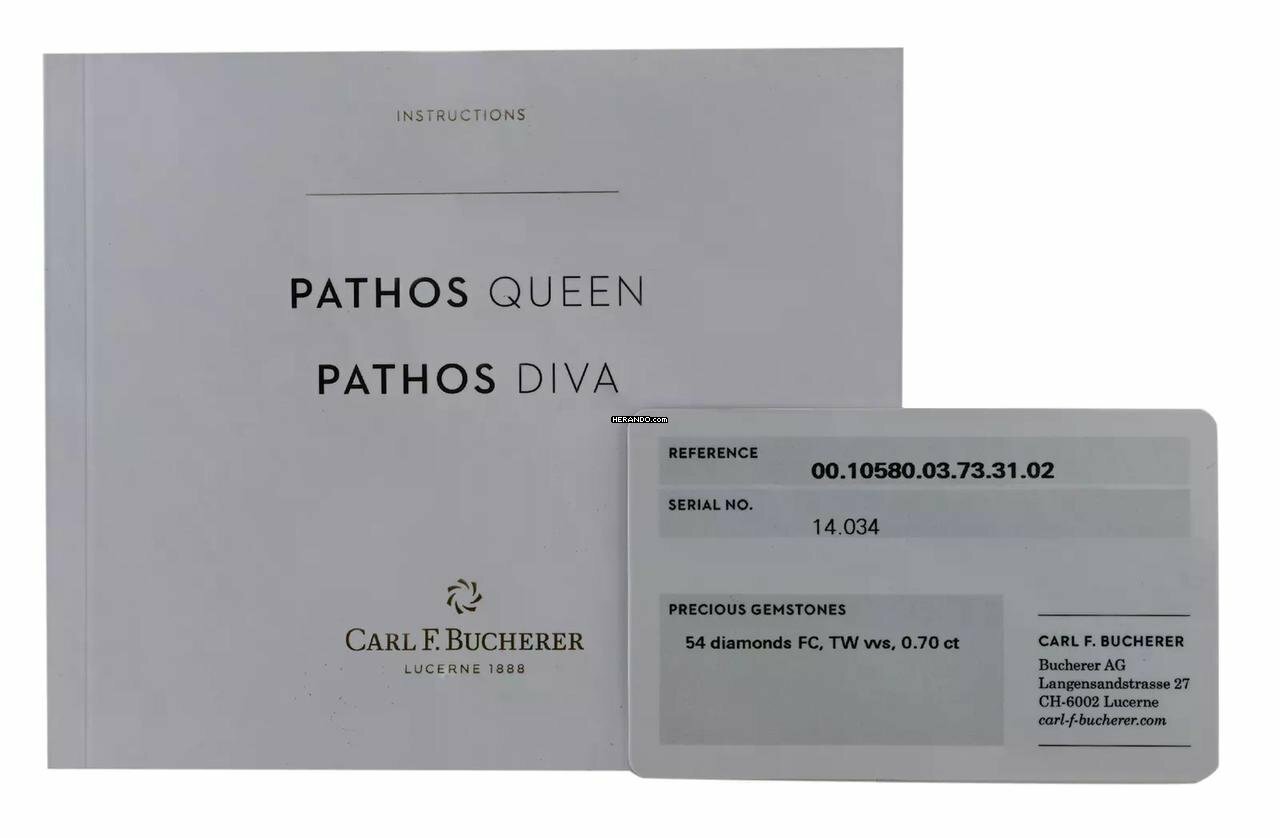 INSTRUCTIONS
PATHOS QUEEN
PATHOS DIVA
CARL F. BUCHERER
LUCERNE 1888
HERANDO.com
REFERENCE
00.10580.03.73.31.02
SERIAL NO.
14.034
PRECIOUS GEMSTONES
54 diamonds FC, TW vvs, 0.70 ct
CARL F. BUCHERER
Bucherer AG
Langensandstrasse 27
CH-6002 Lucerne
carl-f-bucherer.com